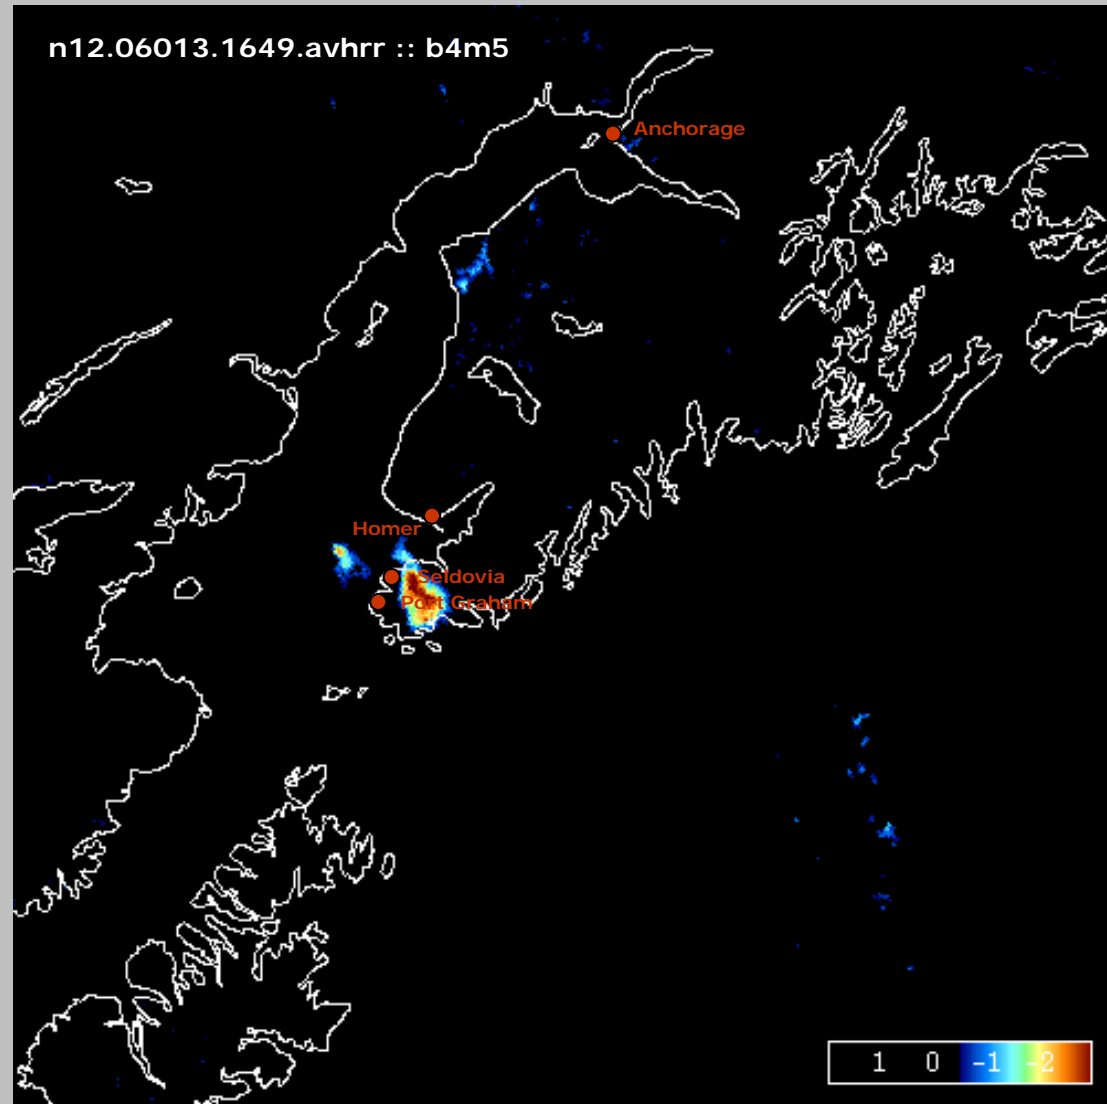 n12.06013.1649.avhrr :: b4m5
Anchorage
Homer
Seldovia
Port Graham
1 0 -1 -2